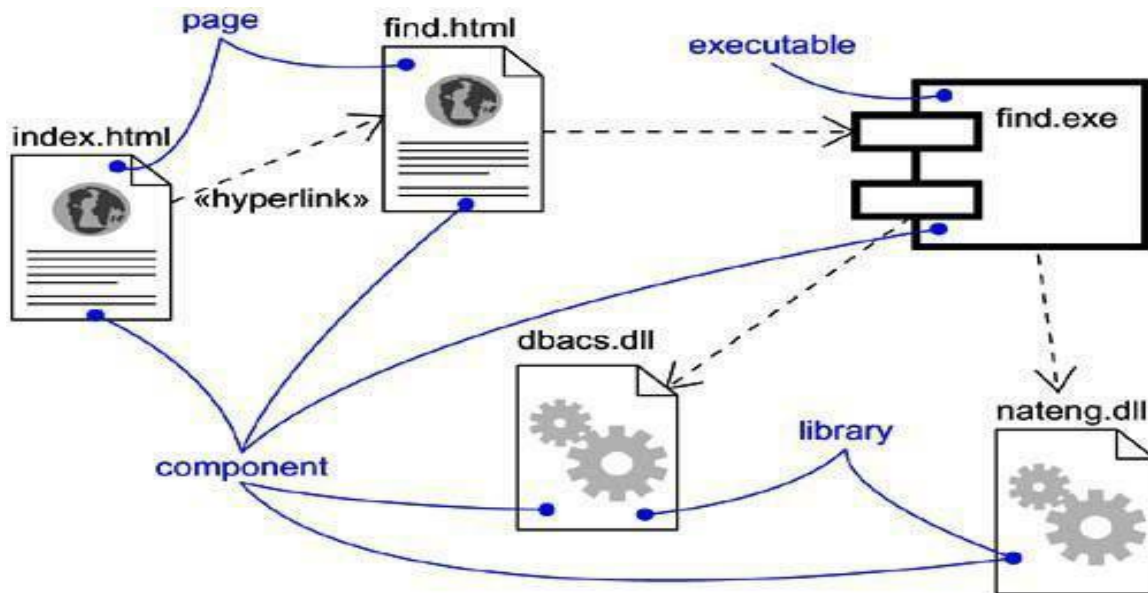 page
find.html
executable
index.html
find.exe
«hyperlink»
dbacs.dll
nateng.dll
library
component